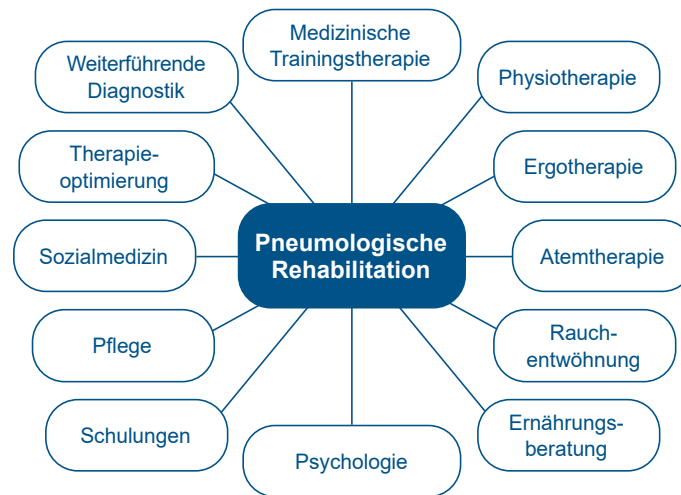 Medizinische
Trainingstherapie
Weiterführende
Diagnostik
Physiotherapie
Therapie-
optimierung
Ergotherapie
Pneumologische
Rehabilitation
Sozialmedizin
Atemtherapie
Pflege
Rauch-
entwöhnung
Schulungen
Ernährungs-
beratung
Psychologie